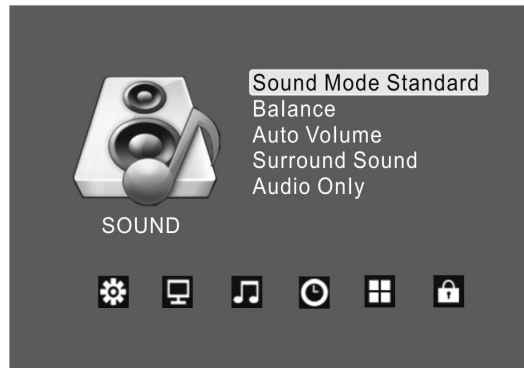 Sound Mode Standard
Balance
Auto Volume
Surround Sound
Audio Only
SOUND